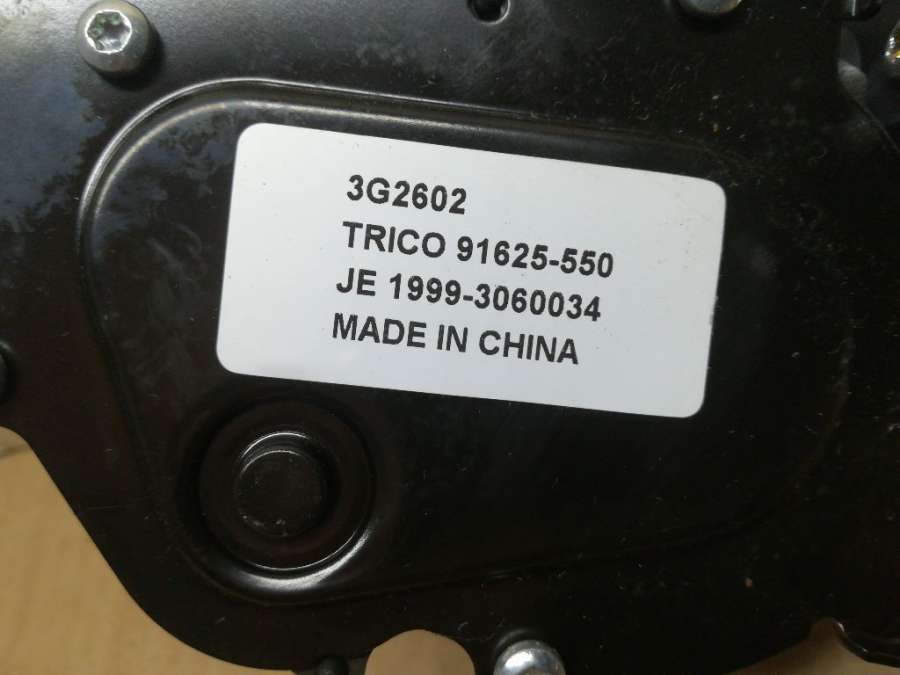 3G2602
TRICO 91625-550
JE 1999-3060034
MADE IN CHINA